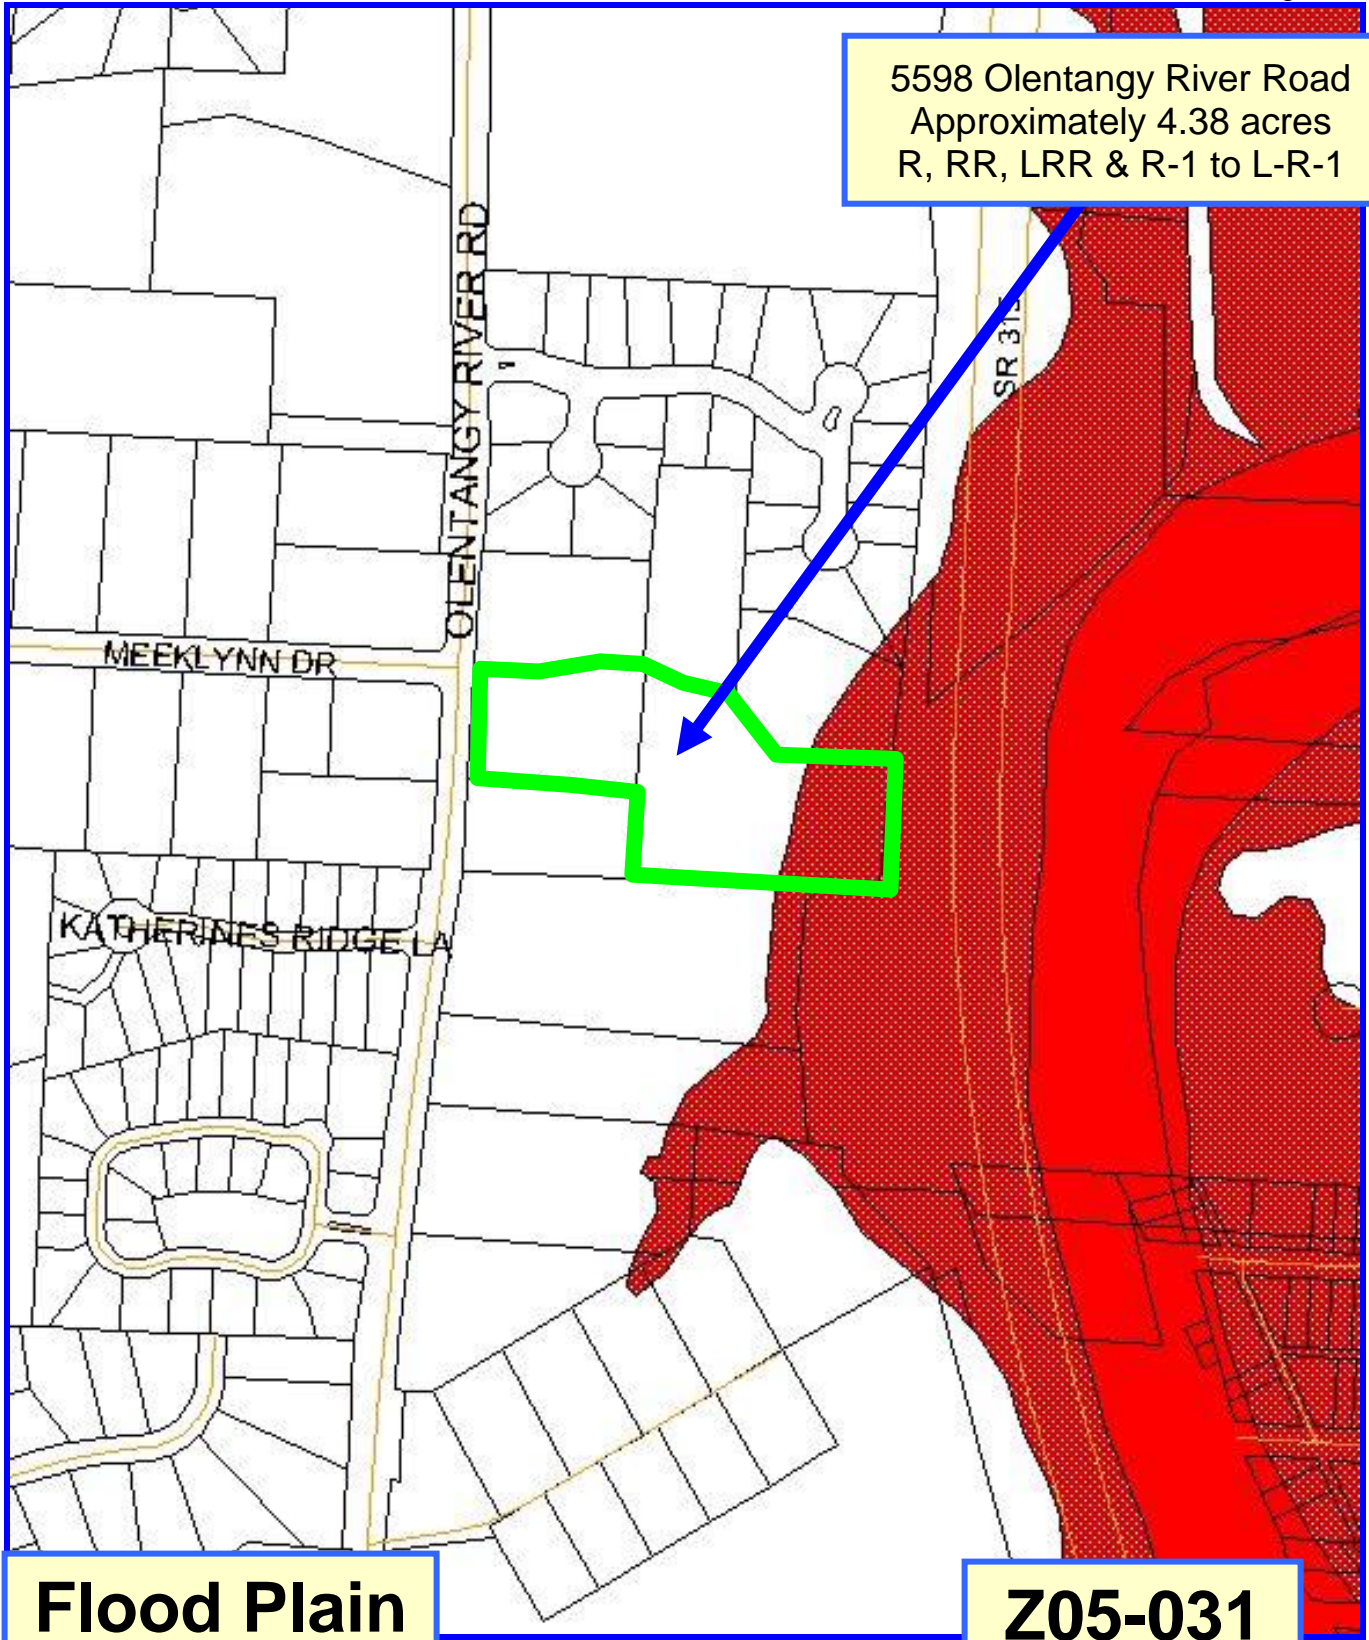 5598 Olentangy River Road
Approximately 4.38 acres
R, RR, LRR & R-1 to L-R-1
OLENTANGY RIVER RD
SR 315
MEEKLYNN DR
KATHERINES RIDGE LA
Flood Plain
Z05-031